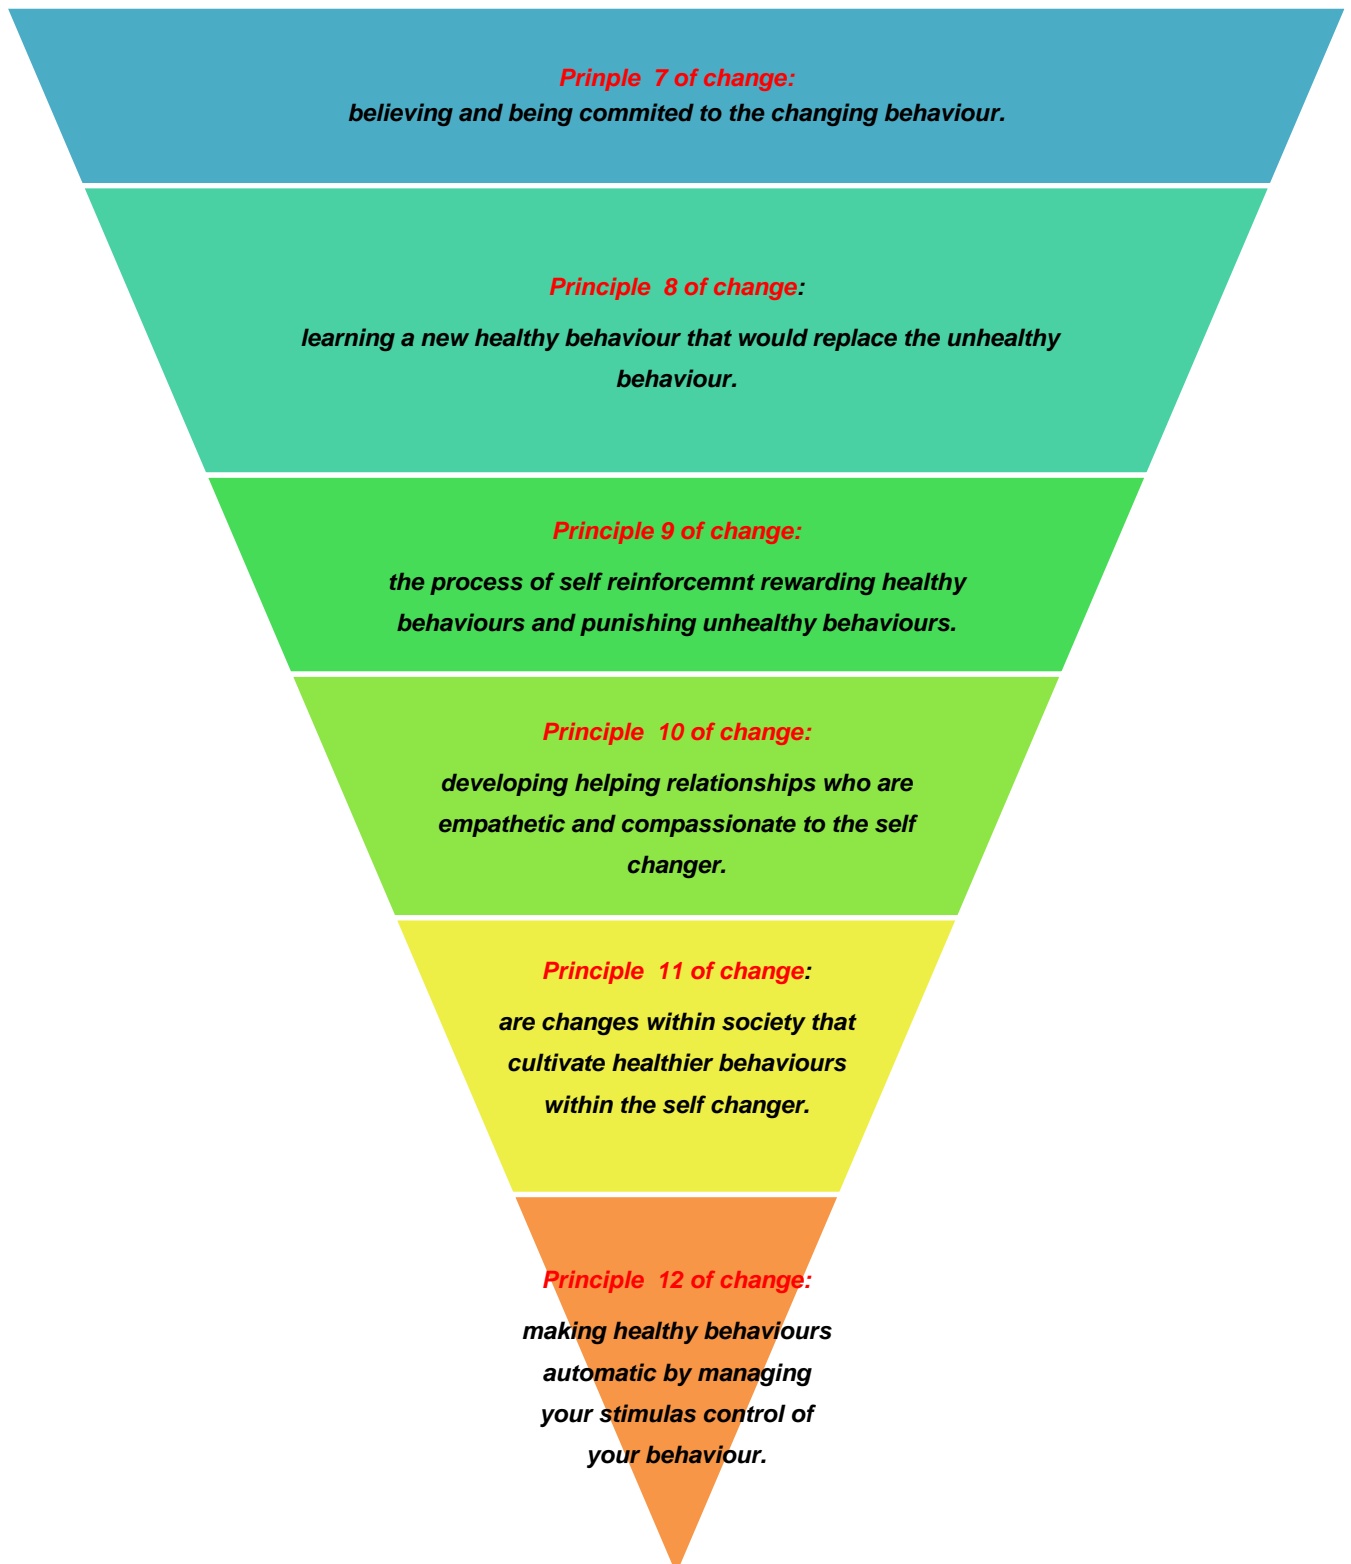 Prinple  7 of change:
believing and being commited to the changing behaviour.
Principle  8 of change:
learning a new healthy behaviour that would replace the unhealthy
behaviour.
Principle 9 of change:
the process of self reinforcemnt rewarding healthy
behaviours and punishing unhealthy behaviours.
Principle  10 of change:
developing helping relationships who are
empathetic and compassionate to the self
changer.
Principle  11 of change:
are changes within society that
cultivate healthier behaviours
within the self changer.
Principle  12 of change:
making healthy behaviours
automatic by managing
your stimulas control of
your behaviour.